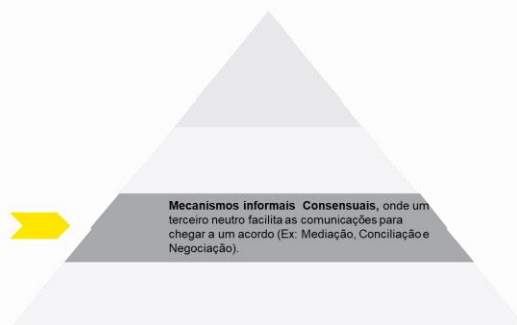 Mecanismos informais Consensuais, onde um
terceiro neutro facilita as comunicações para
chegar a um acordo (Ex: Mediação, Conciliação e
Negociação).